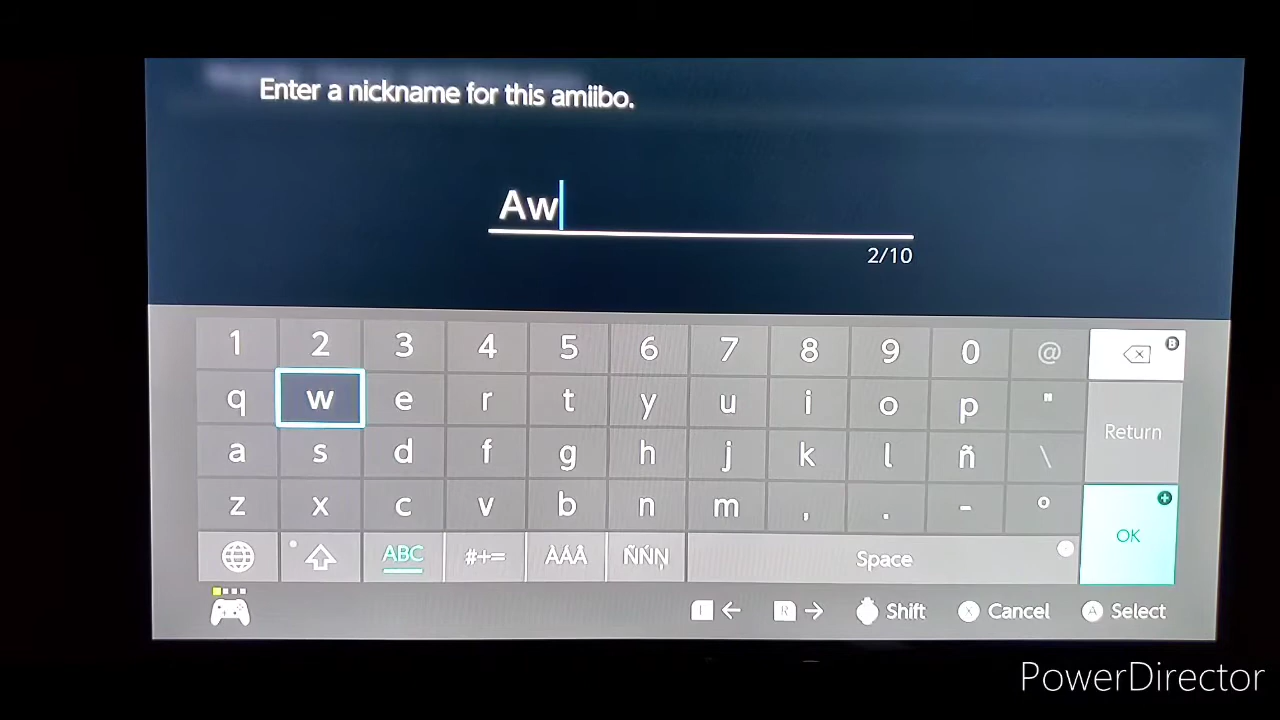 Enter a nickname for this amiibo.
Aw
2/10
1 2 3 4 5 6 7 8 9 0 @ B
q w e r t y u i o p "
Return
a s d f g h j k l ñ \
z x c v b n m , . - º
OK
ABC #+= ÀÁÂ Space
L ← R → Shift X Cancel A Select
PowerDirector